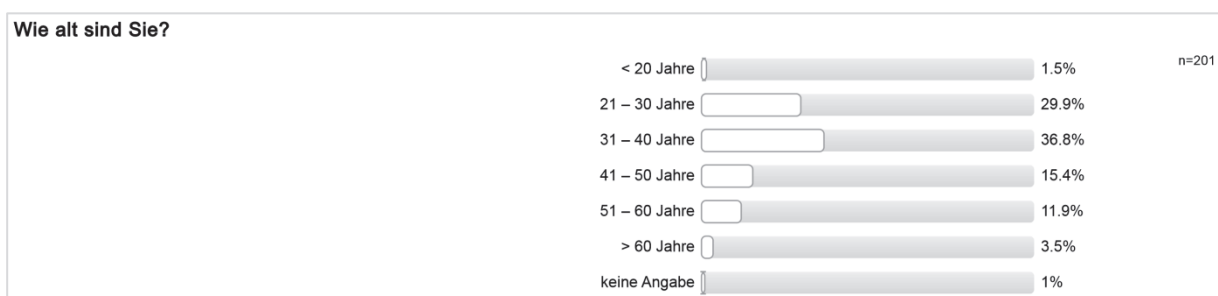 Wie alt sind Sie?
n=201
< 20 Jahre 1.5%
21 – 30 Jahre 29.9%
31 – 40 Jahre 36.8%
41 – 50 Jahre 15.4%
51 – 60 Jahre 11.9%
> 60 Jahre 3.5%
keine Angabe 1%